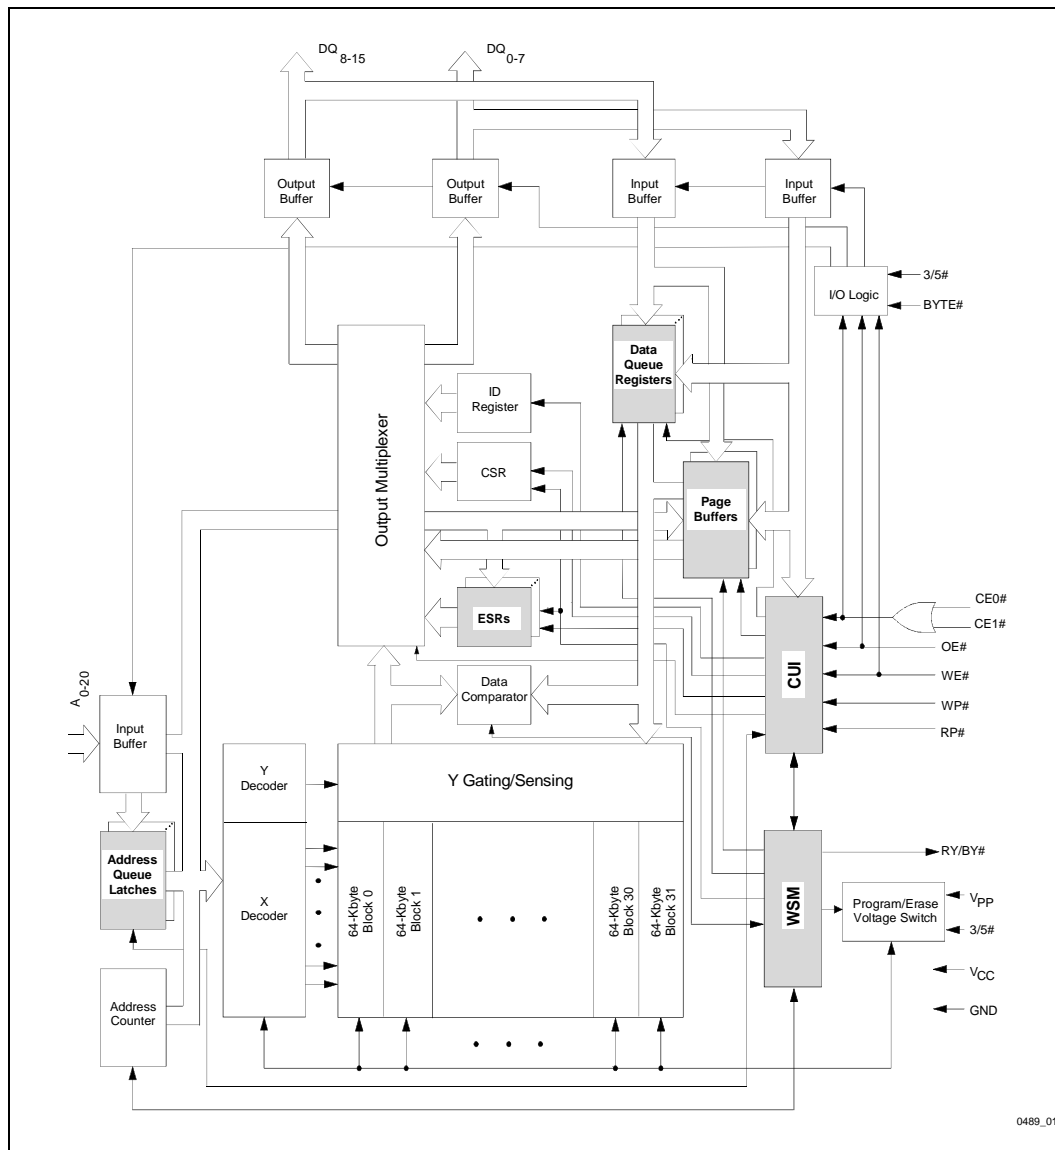 DQ 8-15
DQ 0-7
Output
Buffer
Output
Buffer
Input
Buffer
Input
Buffer
3/5#
I/O Logic
BYTE#
Data
Queue
Registers
ID
Register
Output Multiplexer
CSR
Page
Buffers
ESRs
CE0#
CE1#
OE#
CUI
WE#
WP#
RP#
Data
Comparator
A0-20
Input
Buffer
Y
Decoder
Y Gating/Sensing
Address
Queue
Latches
X
Decoder
64-Kbyte
Block 0
64-Kbyte
Block 1
64-Kbyte
Block 30
64-Kbyte
Block 31
WSM
RY/BY#
Program/Erase
Voltage Switch
VPP
3/5#
VCC
GND
Address
Counter
0489_01